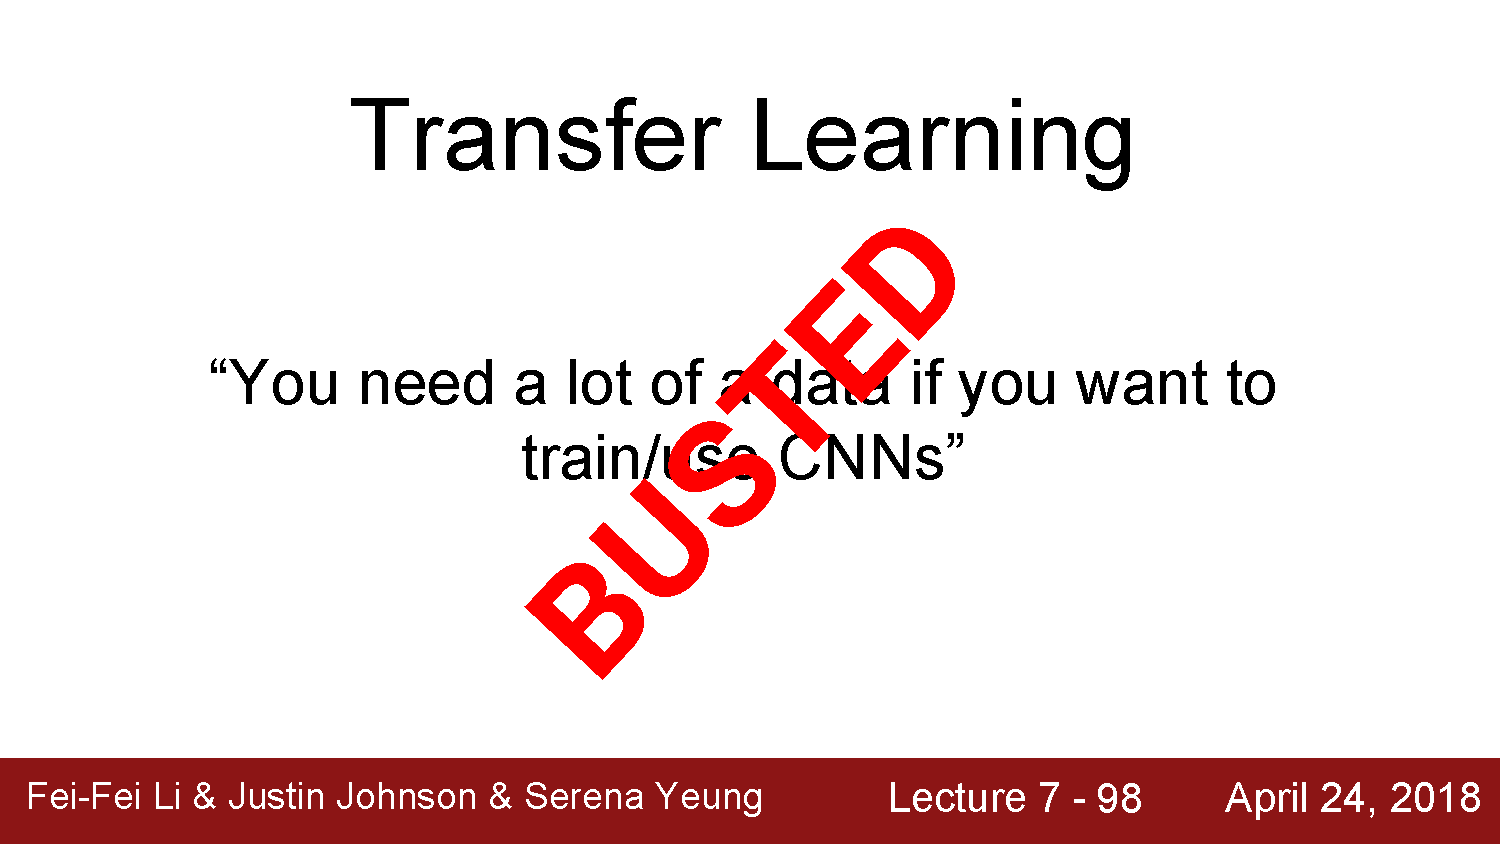 Transfer Learning
“You need a lot of a data if you want to
train/use CNNs”
BUSTED
Fei-Fei Li & Justin Johnson & Serena Yeung
Lecture 7 - 98
April 24, 2018